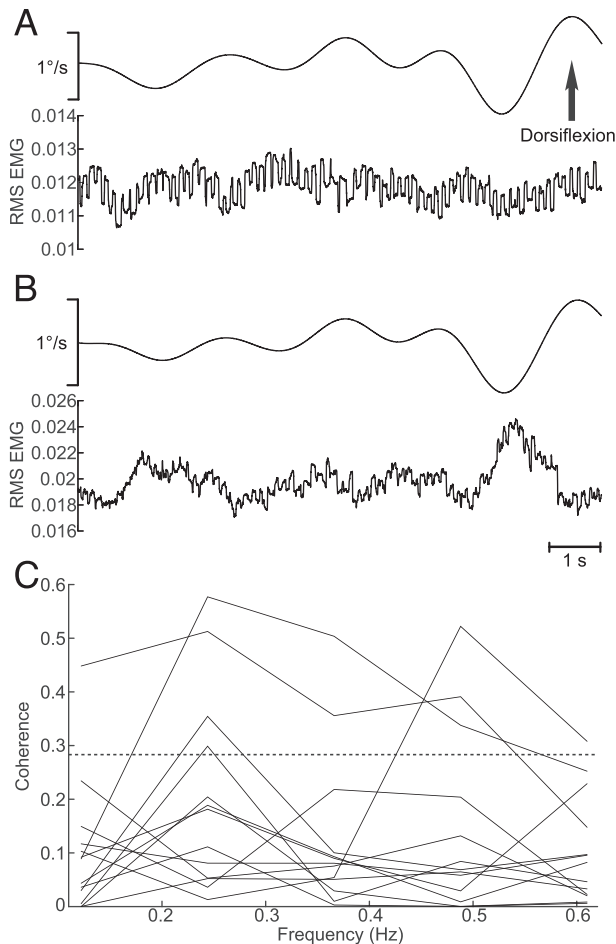 A
1°/s
Dorsiflexion
RMS EMG
0.014
0.013
0.012
0.011
0.01
B
1°/s
RMS EMG
0.026
0.024
0.022
0.02
0.018
0.016
1 s
C
Coherence
0.6
0.5
0.4
0.3
0.2
0.1
0
0.2 0.3 0.4 0.5 0.6
Frequency (Hz)